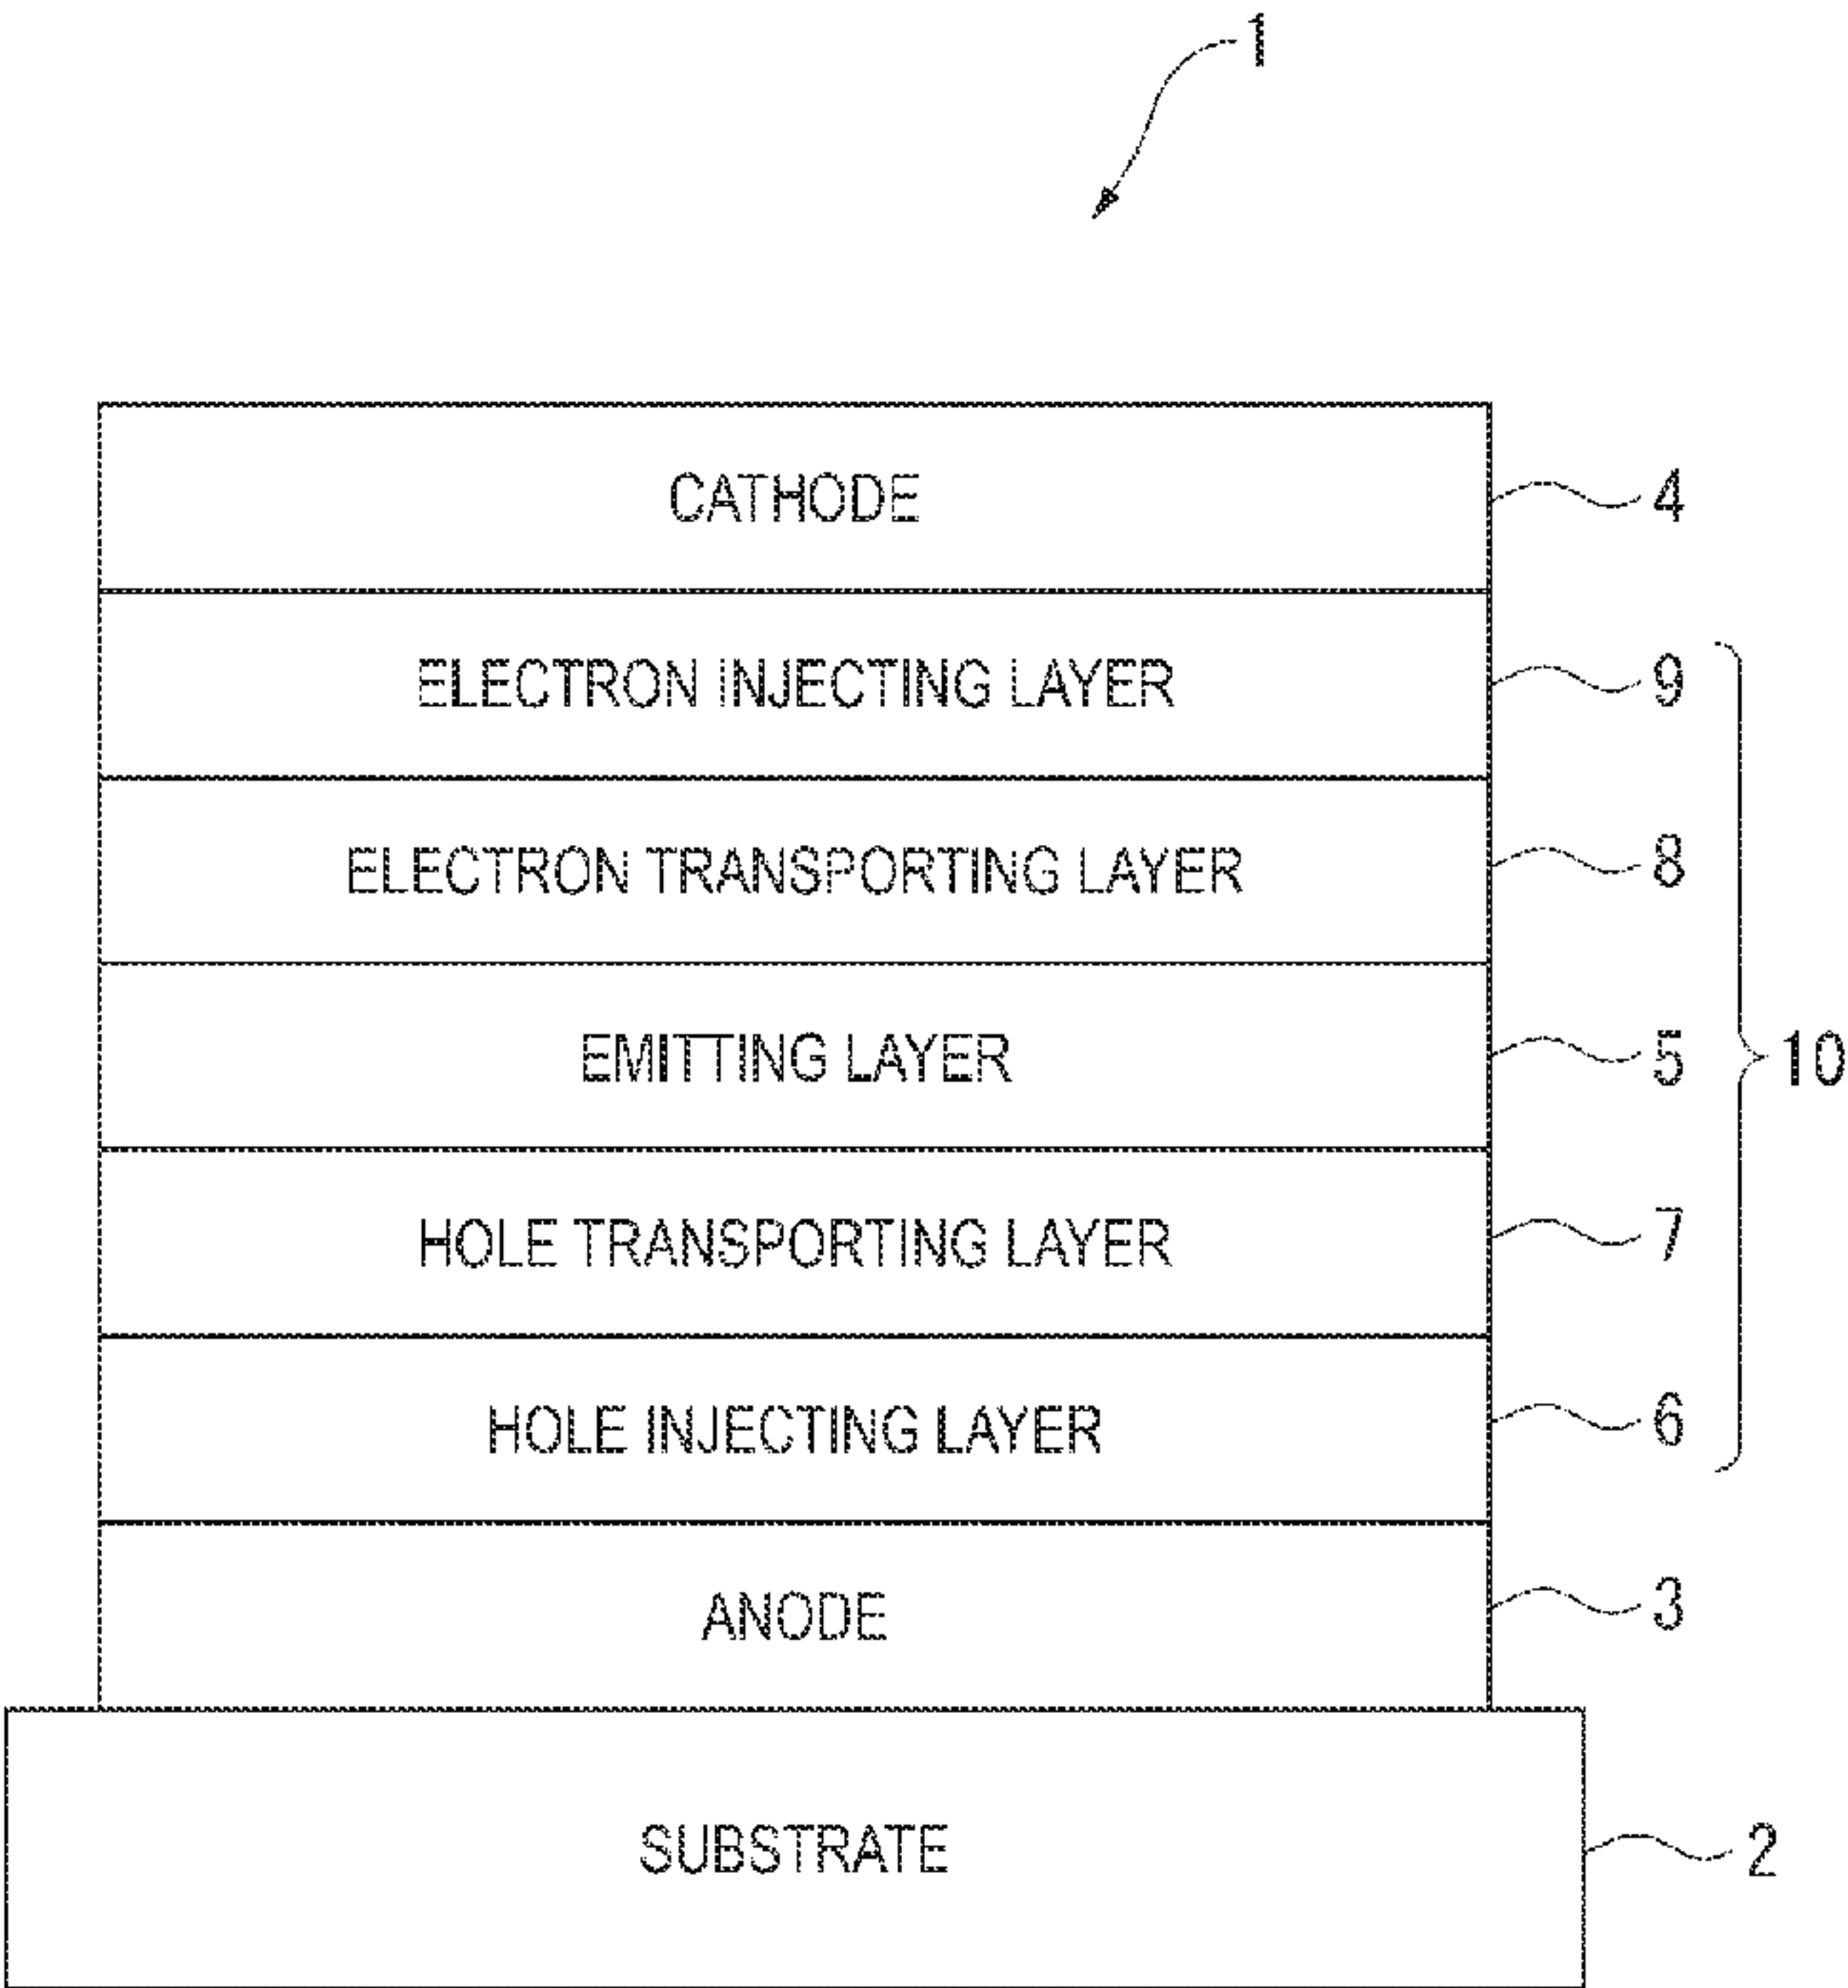 1
CATHODE 4
ELECTRON INJECTING LAYER 9
ELECTRON TRANSPORTING LAYER 8
EMITTING LAYER 5 10
HOLE TRANSPORTING LAYER 7
HOLE INJECTING LAYER 6
ANODE 3
SUBSTRATE 2